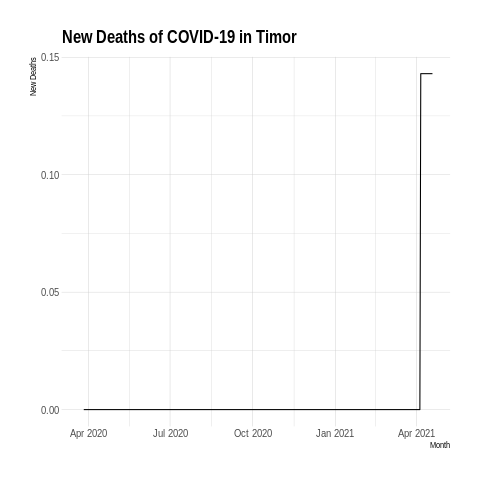 New Deaths of COVID-19 in Timor
New Deaths
0.15
0.10
0.05
0.00
Apr 2020 Jul 2020 Oct 2020 Jan 2021 Apr 2021
Month